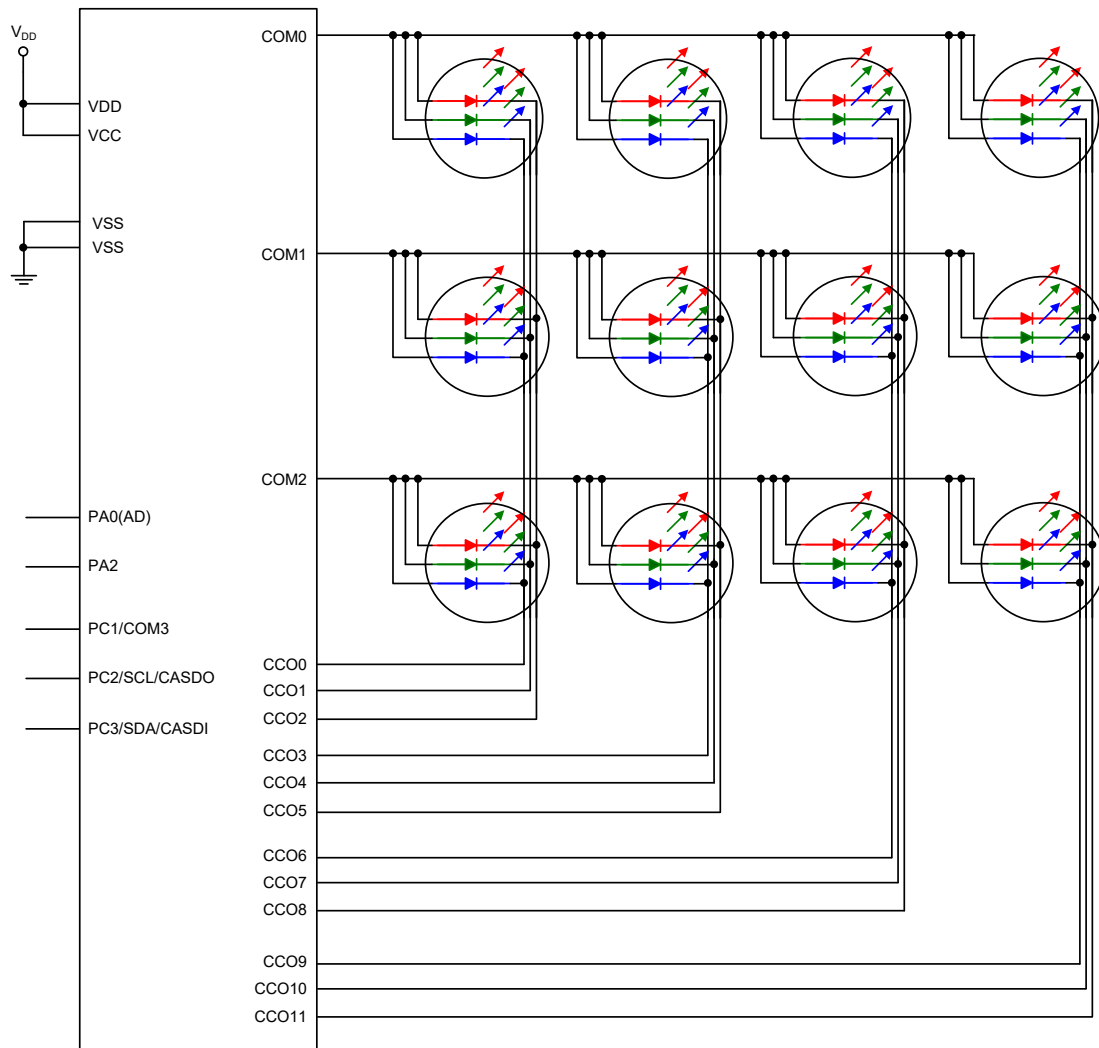 V_DD
COM0
VDD
VCC
VSS
VSS
COM1
COM2
PA0(AD)
PA2
PC1/COM3
PC2/SCL/CASDO
PC3/SDA/CASDI
CCO0
CCO1
CCO2
CCO3
CCO4
CCO5
CCO6
CCO7
CCO8
CCO9
CCO10
CCO11